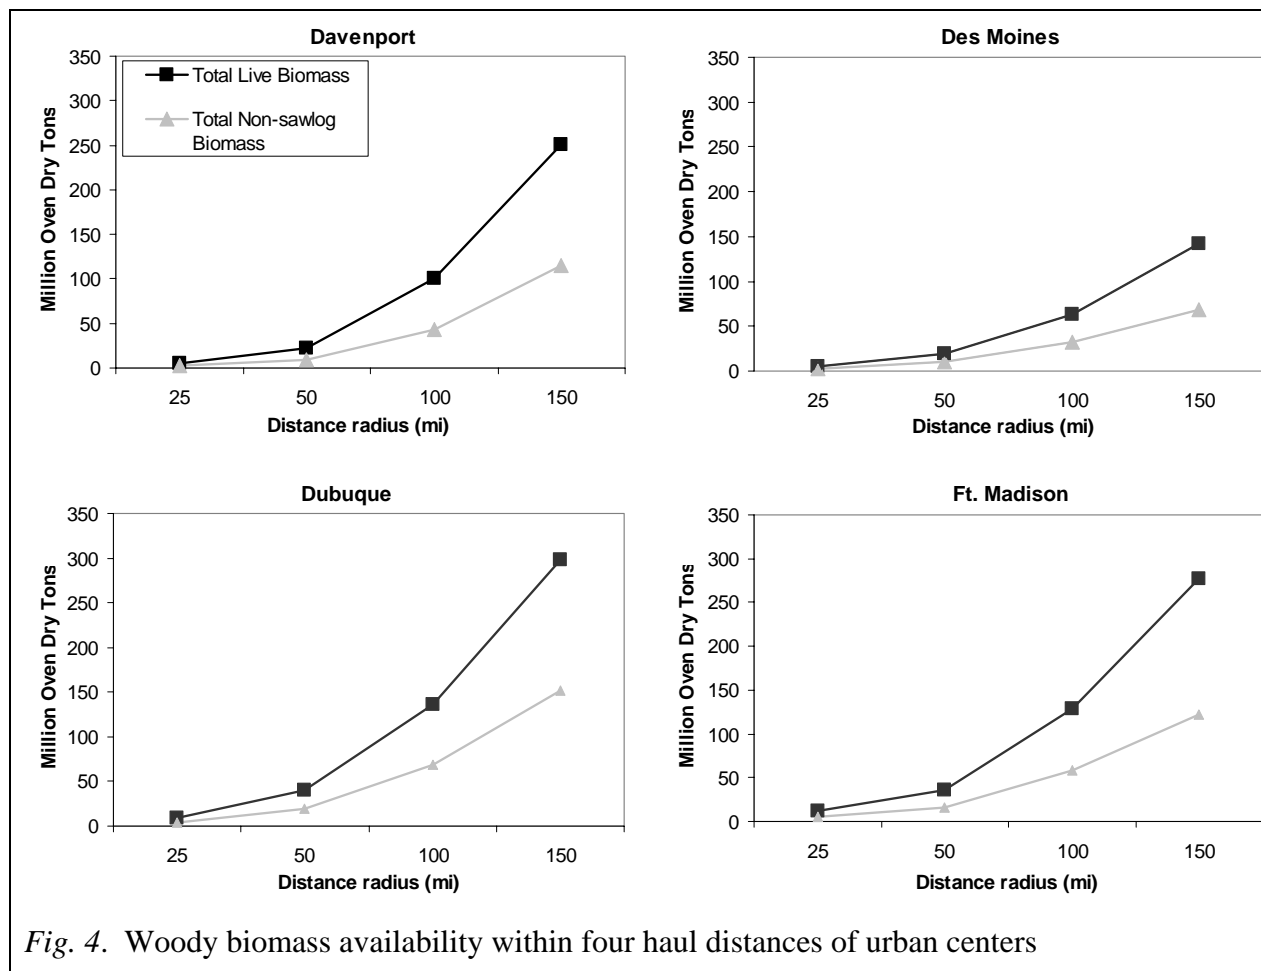 Davenport
350
300
250
200
150
100
50
0
Million Oven Dry Tons
Total Live Biomass
Total Non-sawlog
Biomass
25 50 100 150
Distance radius (mi)
Des Moines
350
300
250
200
150
100
50
0
Million Oven Dry Tons
25 50 100 150
Distance radius (mi)
Dubuque
350
300
250
200
150
100
50
0
Million Oven Dry Tons
25 50 100 150
Distance radius (mi)
Ft. Madison
350
300
250
200
150
100
50
0
Million Oven Dry Tons
25 50 100 150
Distance radius (mi)
Fig. 4. Woody biomass availability within four haul distances of urban centers